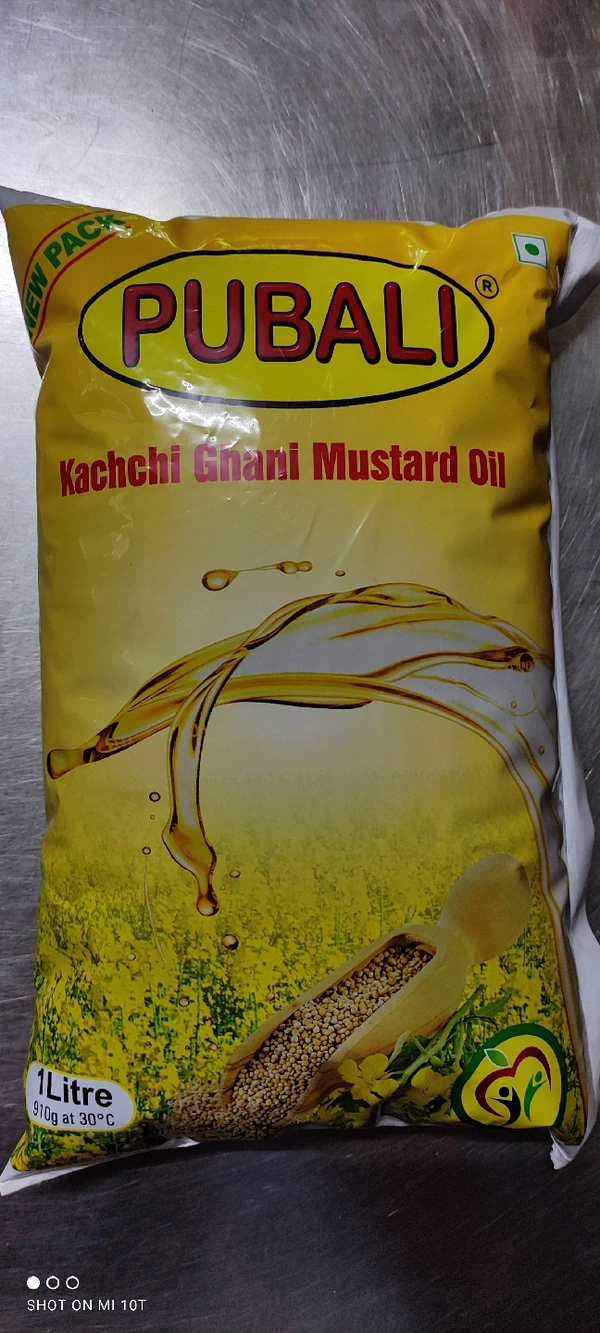 NEW PACK
PUBALI ®
Kachchi Ghani Mustard Oil
1Litre
910g at 30°C
SHOT ON MI 10T